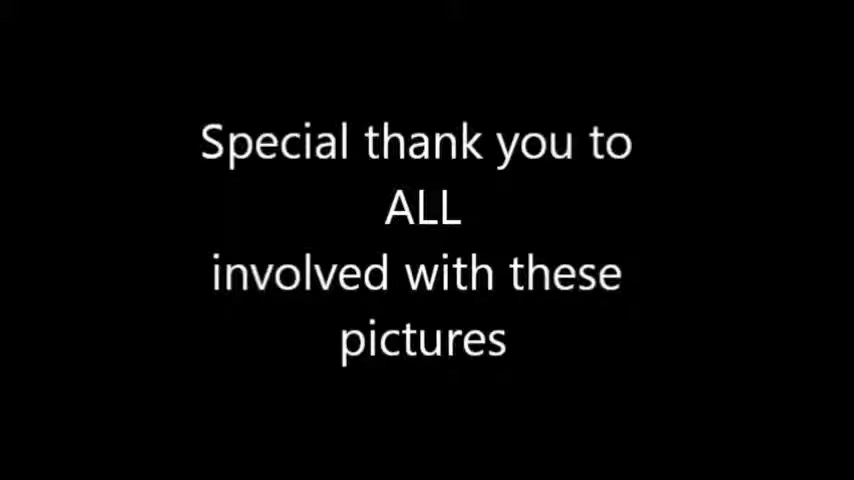 Special thank you to
ALL
involved with these
pictures